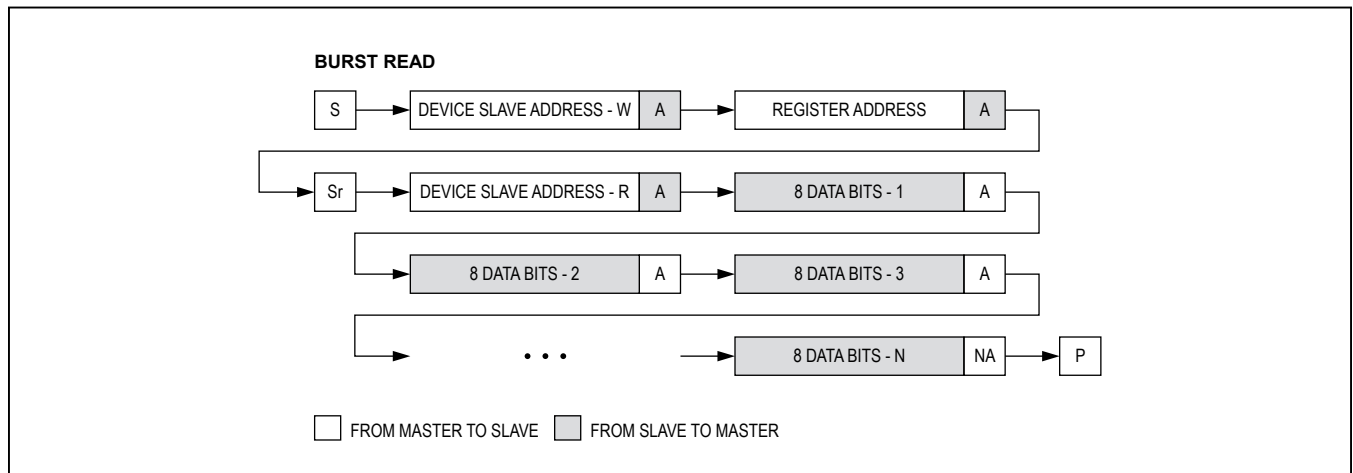 BURST READ
S DEVICE SLAVE ADDRESS - W A REGISTER ADDRESS A
Sr DEVICE SLAVE ADDRESS - R A 8 DATA BITS - 1 A
8 DATA BITS - 2 A 8 DATA BITS - 3 A
• • • 8 DATA BITS - N NA P
FROM MASTER TO SLAVE FROM SLAVE TO MASTER